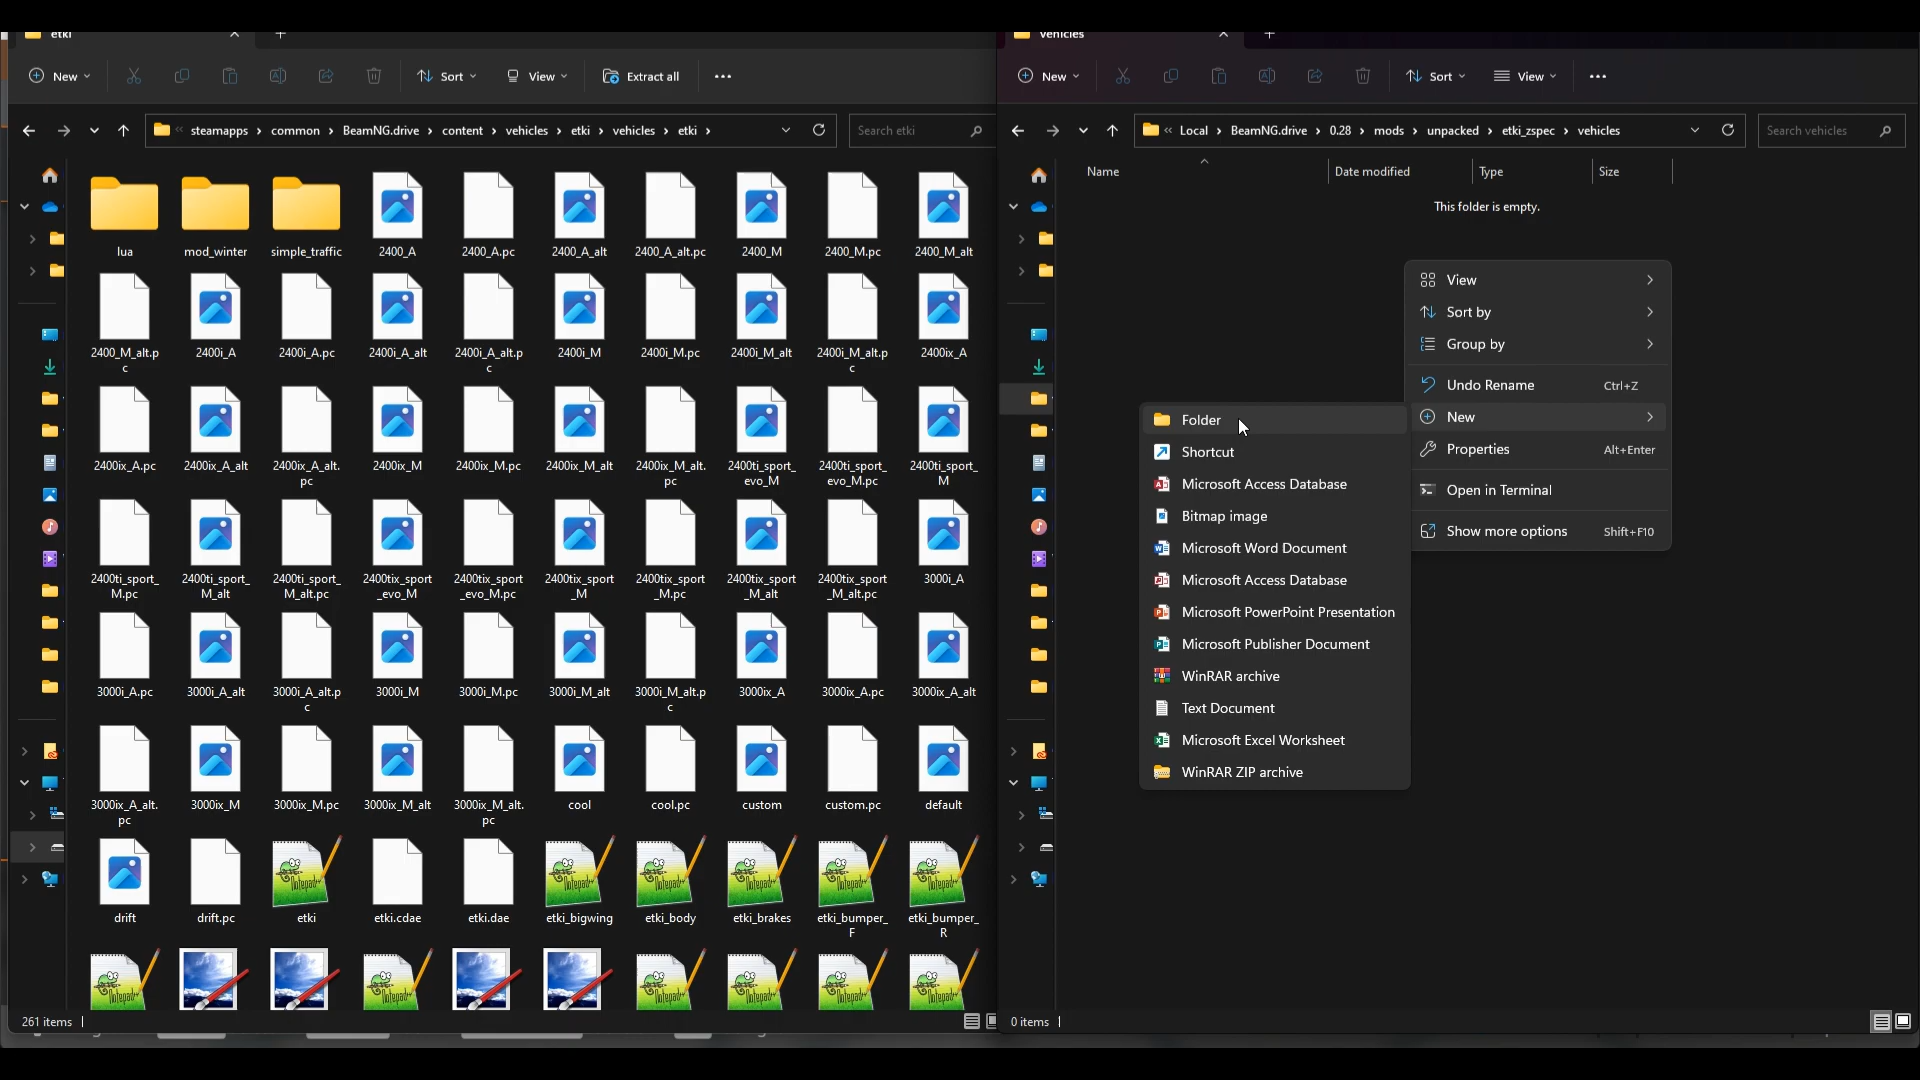 etki
New
Sort
View
Extract all
steamapps > common > BeamNG.drive > content > vehicles > etki > vehicles > etki >
Search etki
lua
mod_winter
simple_traffic
2400_A
2400_A.pc
2400_A_alt
2400_A_alt.pc
2400_M
2400_M.pc
2400_M_alt
2400_M_alt.p
c
2400i_A
2400i_A.pc
2400i_A_alt
2400i_A_alt.p
c
2400i_M
2400i_M.pc
2400i_M_alt
2400i_M_alt.p
c
2400ix_A
2400ix_A.pc
2400ix_A_alt
2400ix_A_alt.
pc
2400ix_M
2400ix_M.pc
2400ix_M_alt
2400ix_M_alt.
pc
2400ti_sport_
evo_M
2400ti_sport_
evo_M.pc
2400ti_sport_
M
2400ti_sport_
M.pc
2400ti_sport_
M_alt
2400ti_sport_
M_alt.pc
2400tix_sport
_evo_M
2400tix_sport
_evo_M.pc
2400tix_sport
_M
2400tix_sport
_M.pc
2400tix_sport
_M_alt
2400tix_sport
_M_alt.pc
3000i_A
3000i_A.pc
3000i_A_alt
3000i_A_alt.p
c
3000i_M
3000i_M.pc
3000i_M_alt
3000i_M_alt.p
c
3000ix_A
3000ix_A.pc
3000ix_A_alt
3000ix_A_alt.
pc
3000ix_M
3000ix_M.pc
3000ix_M_alt
3000ix_M_alt.
pc
cool
cool.pc
custom
custom.pc
default
drift
drift.pc
etki
etki.cdae
etki.dae
etki_bigwing
etki_body
etki_brakes
etki_bumper_
F
etki_bumper_
R
261 items
vehicles
New
Sort
View
Local > BeamNG.drive > 0.28 > mods > unpacked > etki_zspec > vehicles
Search vehicles
Name
Date modified
Type
Size
This folder is empty.
View
Sort by
Group by
Undo Rename Ctrl+Z
New
Properties Alt+Enter
Open in Terminal
Show more options Shift+F10
Folder
Shortcut
Microsoft Access Database
Bitmap image
Microsoft Word Document
Microsoft Access Database
Microsoft PowerPoint Presentation
Microsoft Publisher Document
WinRAR archive
Text Document
Microsoft Excel Worksheet
WinRAR ZIP archive
0 items